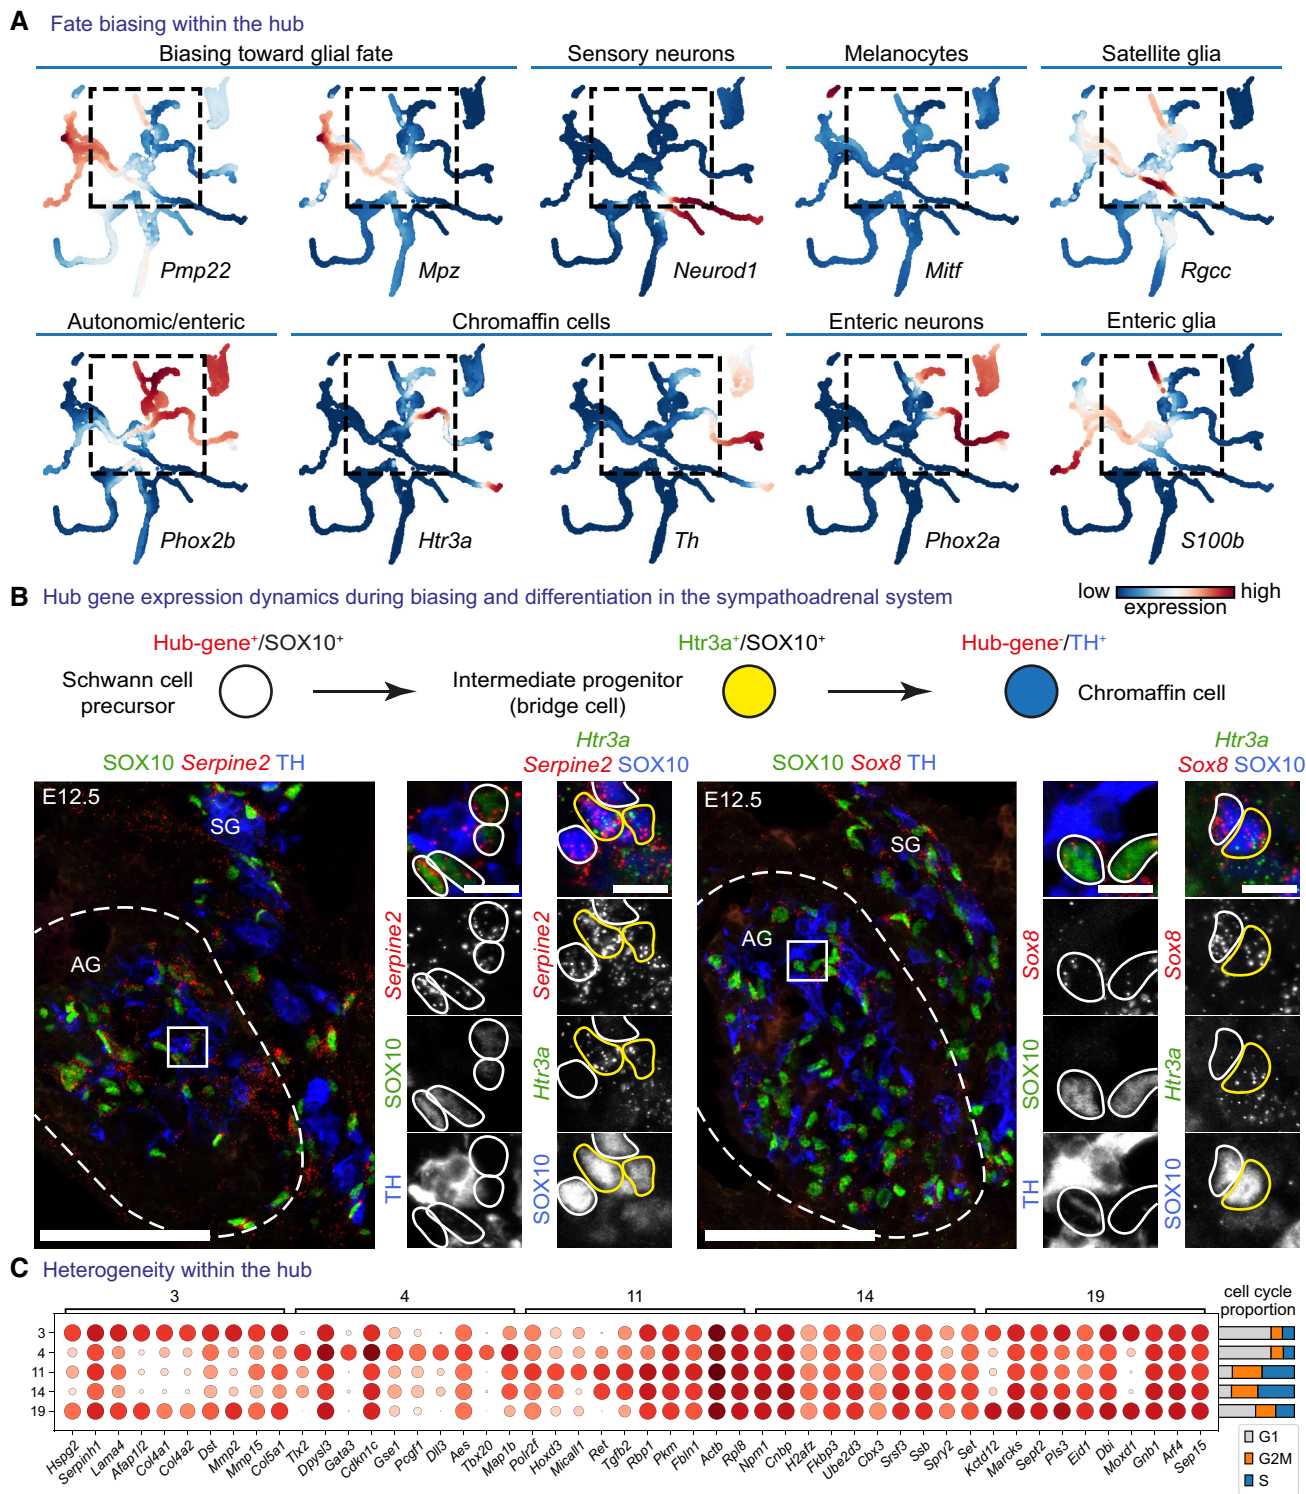 A Fate biasing within the hub
Biasing toward glial fate
Sensory neurons
Melanocytes
Satellite glia
Pmp22
Mpz
Neurod1
Mitf
Rgcc
Autonomic/enteric
Chromaffin cells
Enteric neurons
Enteric glia
Phox2b
Htr3a
Th
Phox2a
S100b
low high
expression
B Hub gene expression dynamics during biasing and differentiation in the sympathoadrenal system
Hub-gene⁺/SOX10⁺
Htr3a⁺/SOX10⁺
Hub-gene⁻/TH⁺
Schwann cell
precursor
Intermediate progenitor
(bridge cell)
Chromaffin cell
SOX10 Serpine2 TH
Htr3a
Serpine2 SOX10
SOX10 Sox8 TH
Htr3a
Sox8 SOX10
E12.5
SG
AG
Serpine2
SOX10
TH
Serpine2
Htr3a
SOX10
E12.5
SG
AG
Sox8
SOX10
TH
Sox8
Htr3a
SOX10
C Heterogeneity within the hub
3 4 11 14 19
cell cycle
proportion
3
4
11
14
19
Hspg2 Serpinh1 Lama4 Afap1l2 Col4a1 Col4a2 Dst Mmp2 Mmp15 Col5a1 Tlx2 Dpysl3 Gata3 Cdkn1c Gse1 Pcgf1 Dll3 Aes Tbx20 Map1b Polr2f Hoxd3 Micall1 Ret Tgfb2 Rbp1 Pkm Fbln1 Actb Rpl8 Npm1 Cnbp H2afz Fkbp3 Ube2d3 Cbx3 Srsf3 Ssb Spry2 Set Kctd12 Marcks Sept2 Pls3 Eid1 Dbi Moxd1 Gnb1 Arf4 Sep15
G1
G2M
S